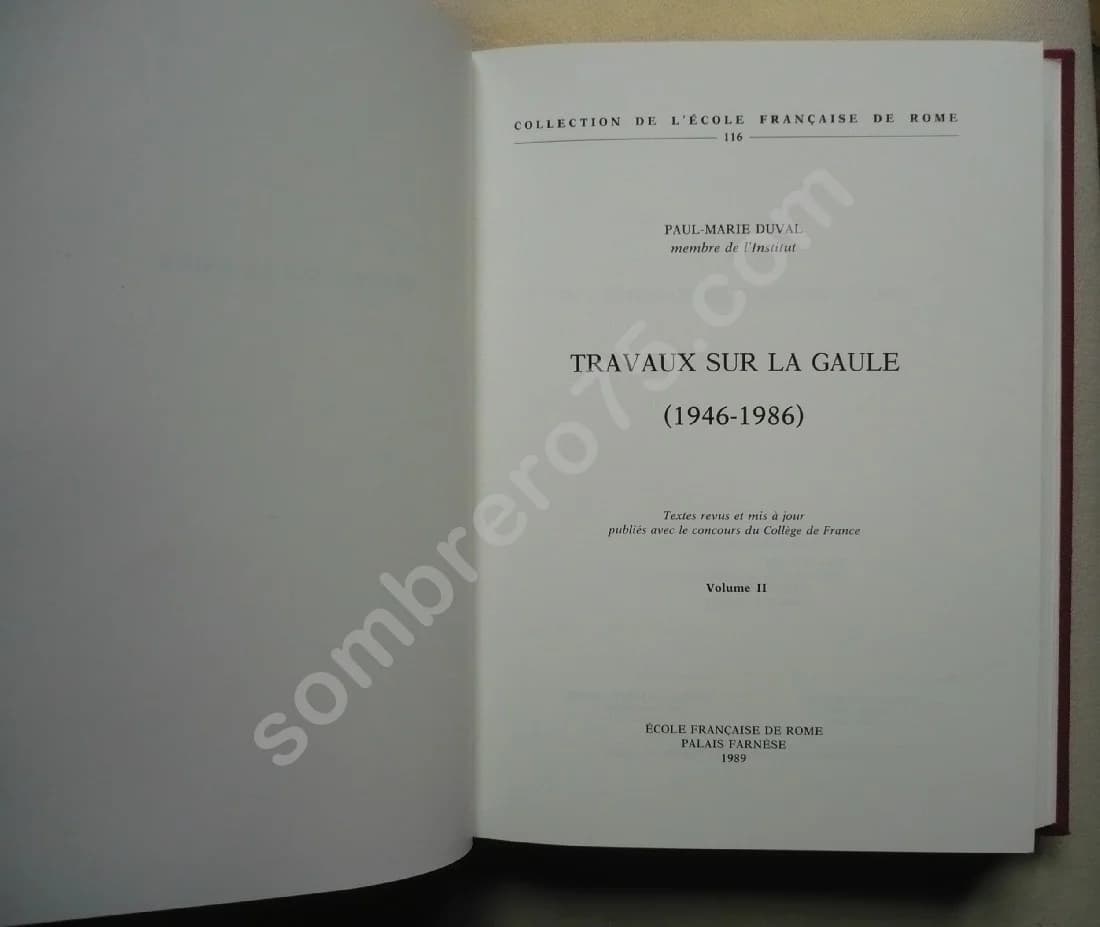 COLLECTION DE L'ÉCOLE FRANÇAISE DE ROME
116
PAUL-MARIE DUVAL
membre de l'Institut
TRAVAUX SUR LA GAULE
(1946-1986)
Textes revus et mis à jour
publiés avec le concours du Collège de France
Volume II
ÉCOLE FRANÇAISE DE ROME
PALAIS FARNÈSE
1989
sombrero75.com